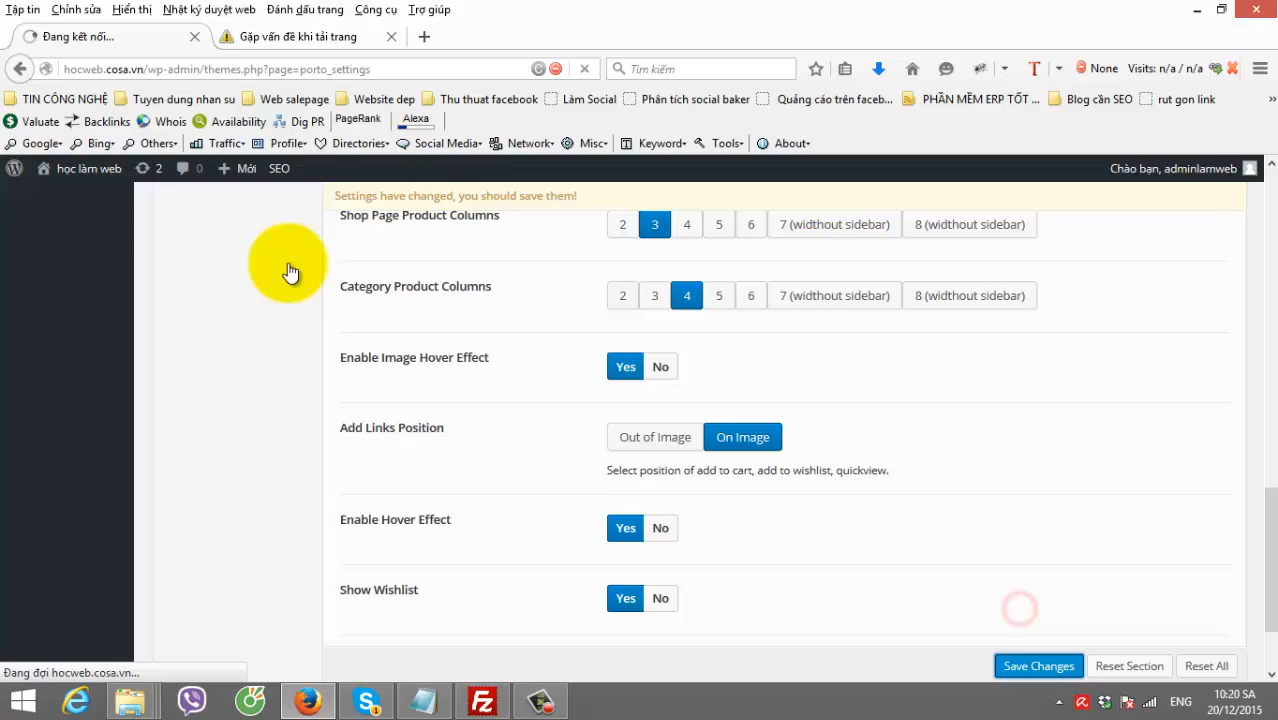 Tập tin Chỉnh sửa Hiển thị Nhật ký duyệt web Đánh dấu trang Công cụ Trợ giúp
Đang kết nối... Gặp vấn đề khi tải trang
hocweb.cosa.vn/wp-admin/themes.php?page=porto_settings Tìm kiếm None Visits: n/a / n/a
TIN CÔNG NGHỆ Tuyen dung nhan su Web salepage Website dep Thu thuat facebook Làm Social Phân tích social baker Quảng cáo trên faceb... PHẦN MỀM ERP TỐT ... Blog cần SEO rut gon link
Valuate Backlinks Whois Availability Dig PR PageRank Alexa
Google Bing Others Traffic Profile Directories Social Media Network Misc Keyword Tools About
học làm web 2 0 Mới SEO Chào bạn, adminlamweb
Settings have changed, you should save them!
Shop Page Product Columns 2 3 4 5 6 7 (widthout sidebar) 8 (widthout sidebar)
Category Product Columns 2 3 4 5 6 7 (widthout sidebar) 8 (widthout sidebar)
Enable Image Hover Effect Yes No
Add Links Position Out of Image On Image
Select position of add to cart, add to wishlist, quickview.
Enable Hover Effect Yes No
Show Wishlist Yes No
Save Changes Reset Section Reset All
Đang đợi hocweb.cosa.vn...
ENG 10:20 SA
20/12/2015